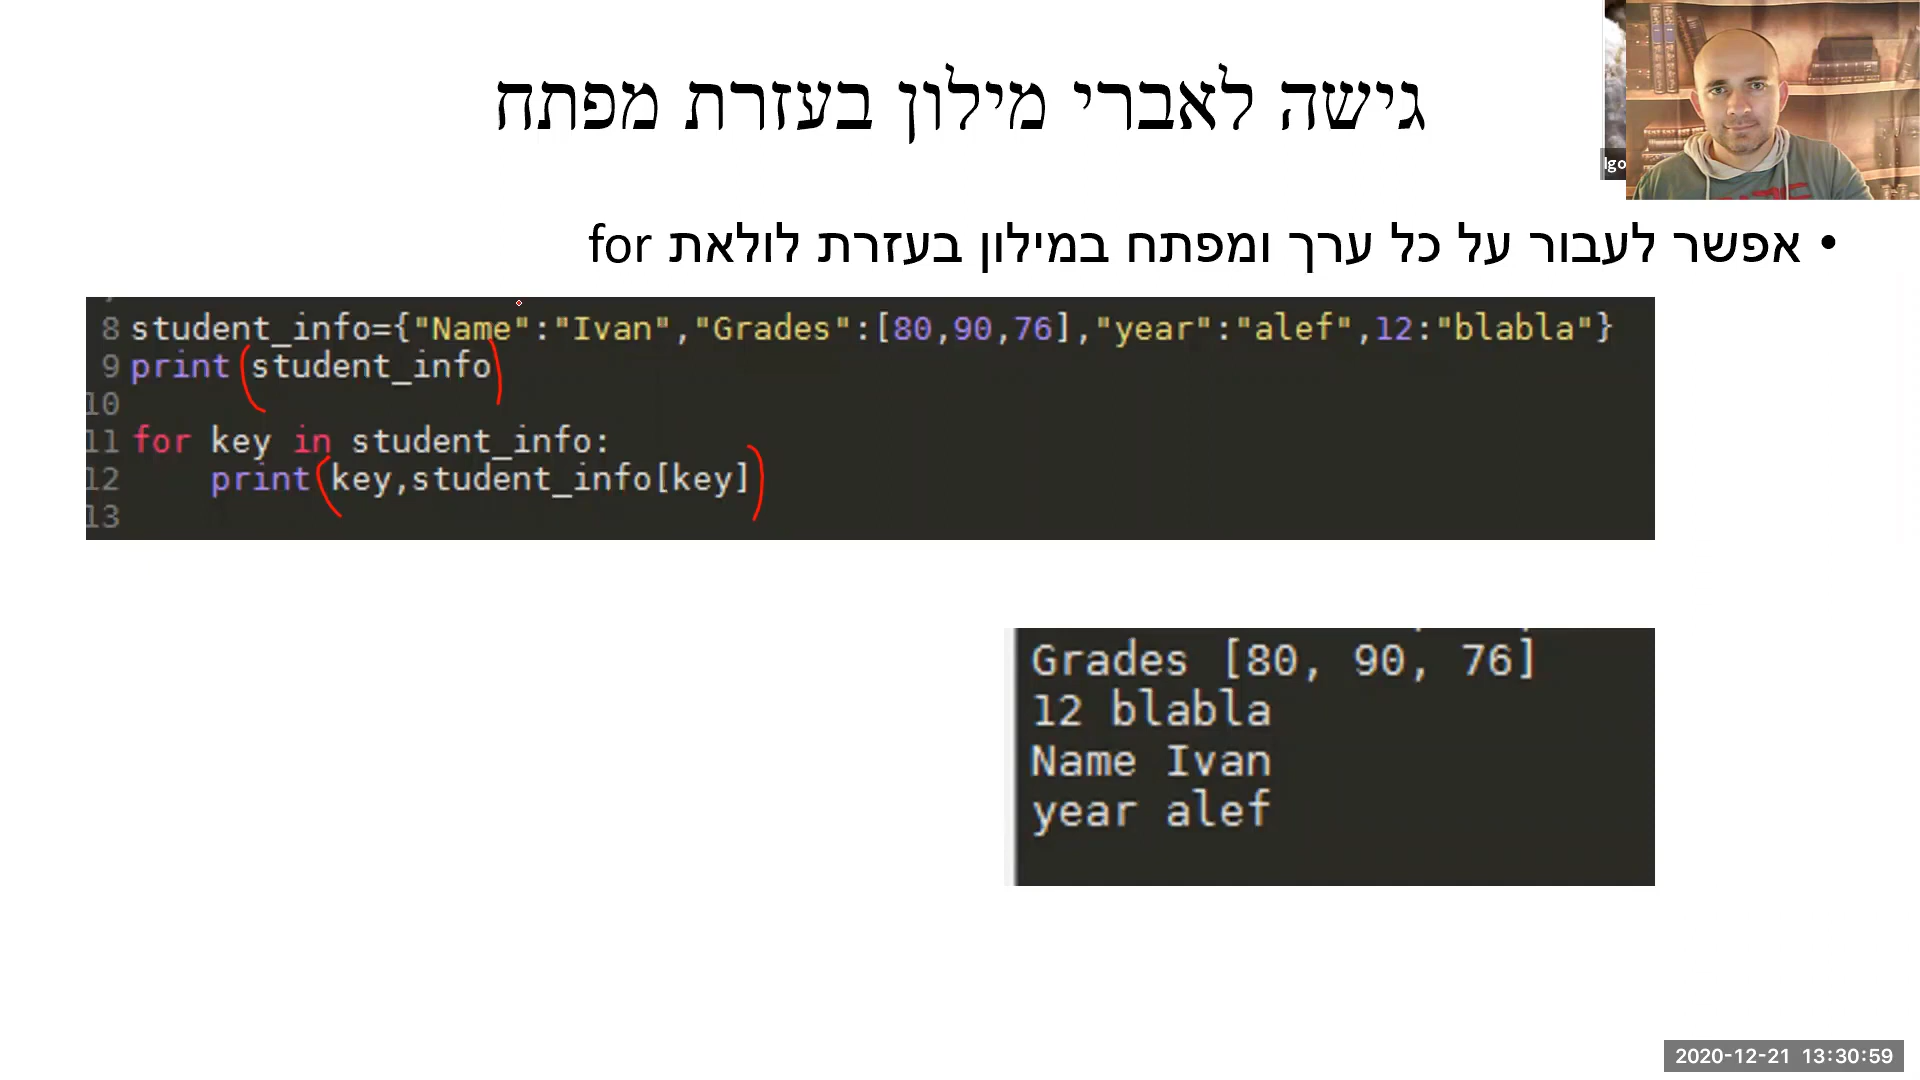 גישה לאברי מילון בעזרת מפתח
Igo
• אפשר לעבור על כל ערך ומפתח במילון בעזרת לולאת for
8 student_info={"Name":"Ivan","Grades":[80,90,76],"year":"alef",12:"blabla"}
9 print (student_info)
10
11 for key in student_info:
12     print (key,student_info[key])
13
Grades [80, 90, 76]
12 blabla
Name Ivan
year alef
2020-12-21 13:30:59